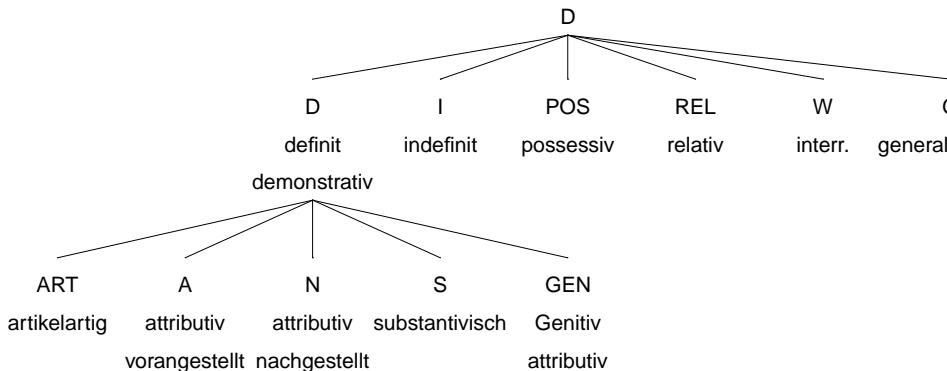 D
D I POS REL W
definit indefinit possessiv relativ interr. general
demonstrativ
ART A N S GEN
artikelartig attributiv attributiv substantivisch Genitiv
vorangestellt nachgestellt attributiv